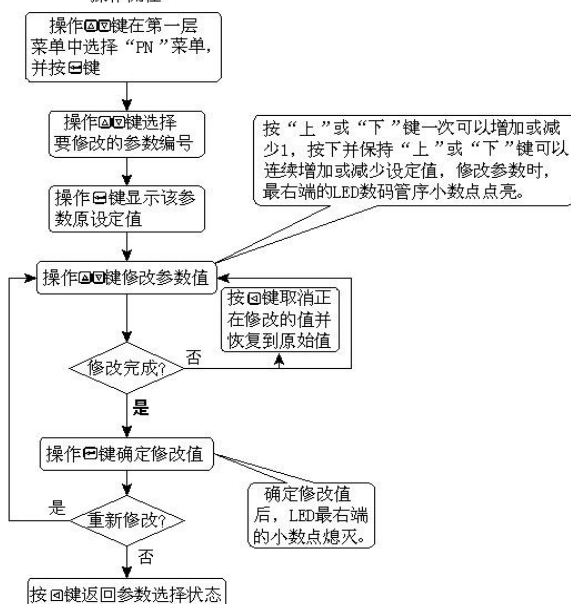 操作▲▼键在第一层
菜单中选择“PN”菜单，
并按↵键
操作▲▼键选择
要修改的参数编号
按“上”或“下”键一次可以增加或减
少1，按下并保持“上”或“下”键可以
连续增加或减少设定值，修改参数时，
最右端的LED数码管序小数点点亮。
操作↵键显示该参
数原设定值
操作▲▼键修改参数值
按◁键取消正
在修改的值并
恢复到原始值
修改完成？
否
是
操作↵键确定修改值
确定修改值
后，LED最右端
的小数点熄灭。
是
重新修改？
否
按◁键返回参数选择状态